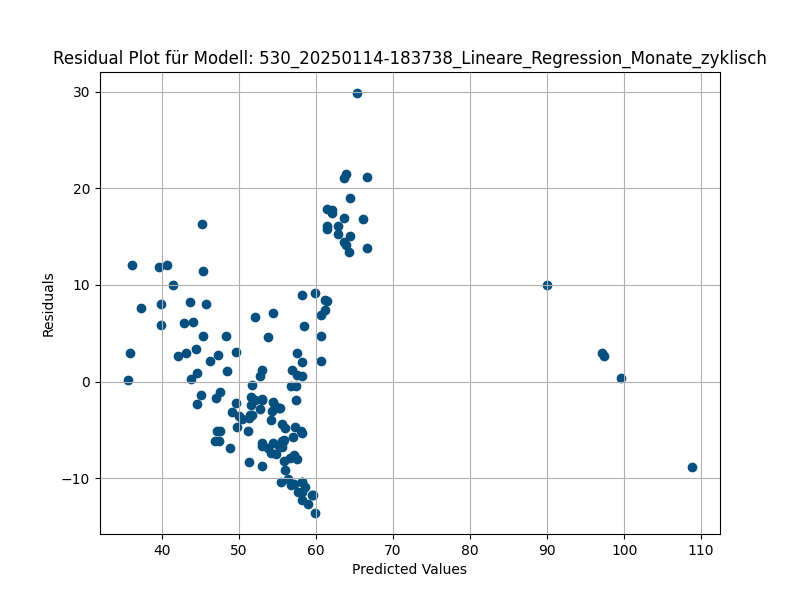 Residual Plot für Modell: 530_20250114-183738_Lineare_Regression_Monate_zyklisch
30
20
10
0
−10
Residuals
40 50 60 70 80 90 100 110
Predicted Values